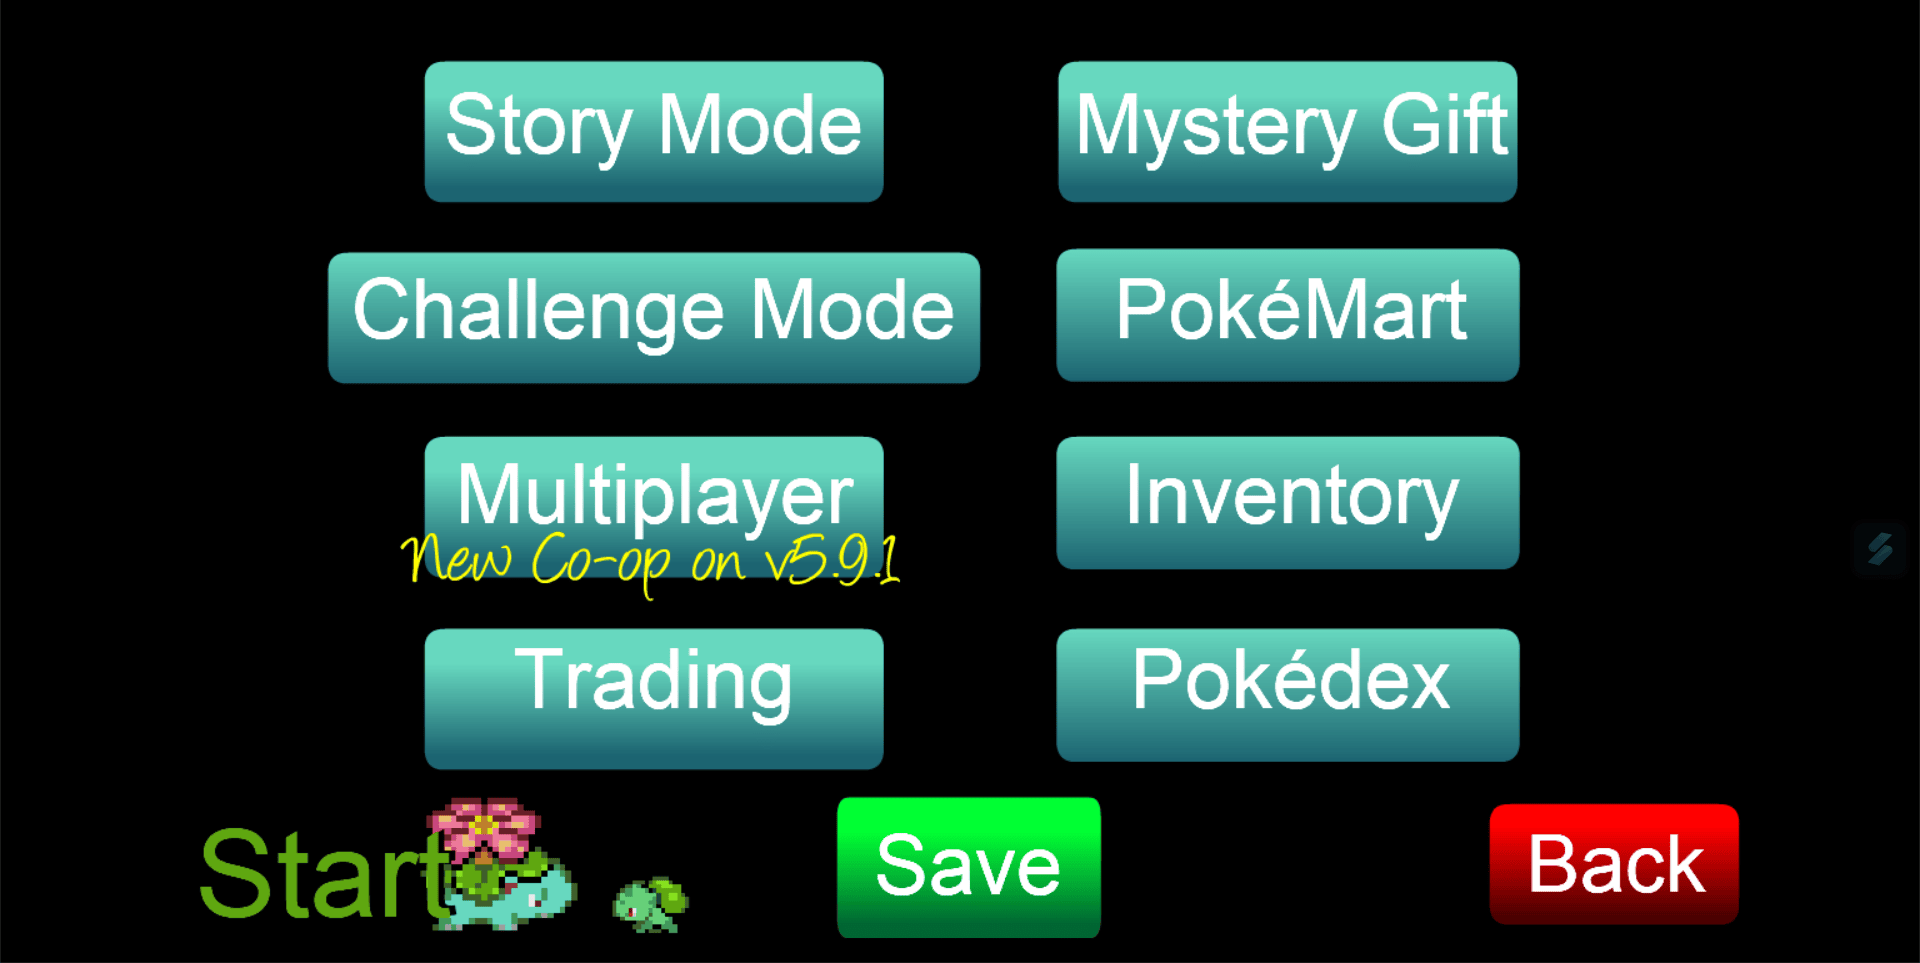 Story Mode
Mystery Gift
Challenge Mode
PokéMart
Multiplayer
New Co-op on v5.9.1
Inventory
Trading
Pokédex
Start
Save
Back